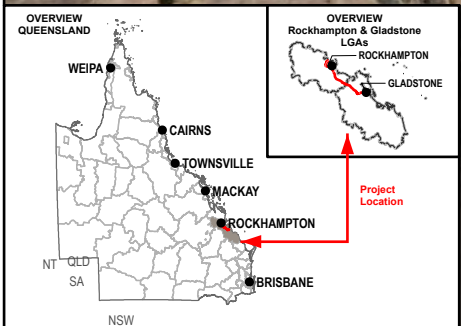 OVERVIEW
QUEENSLAND
WEIPA
CAIRNS
TOWNSVILLE
MACKAY
ROCKHAMPTON
BRISBANE
NT
QLD
SA
NSW
OVERVIEW
Rockhampton & Gladstone
LGAs
ROCKHAMPTON
GLADSTONE
Project
Location